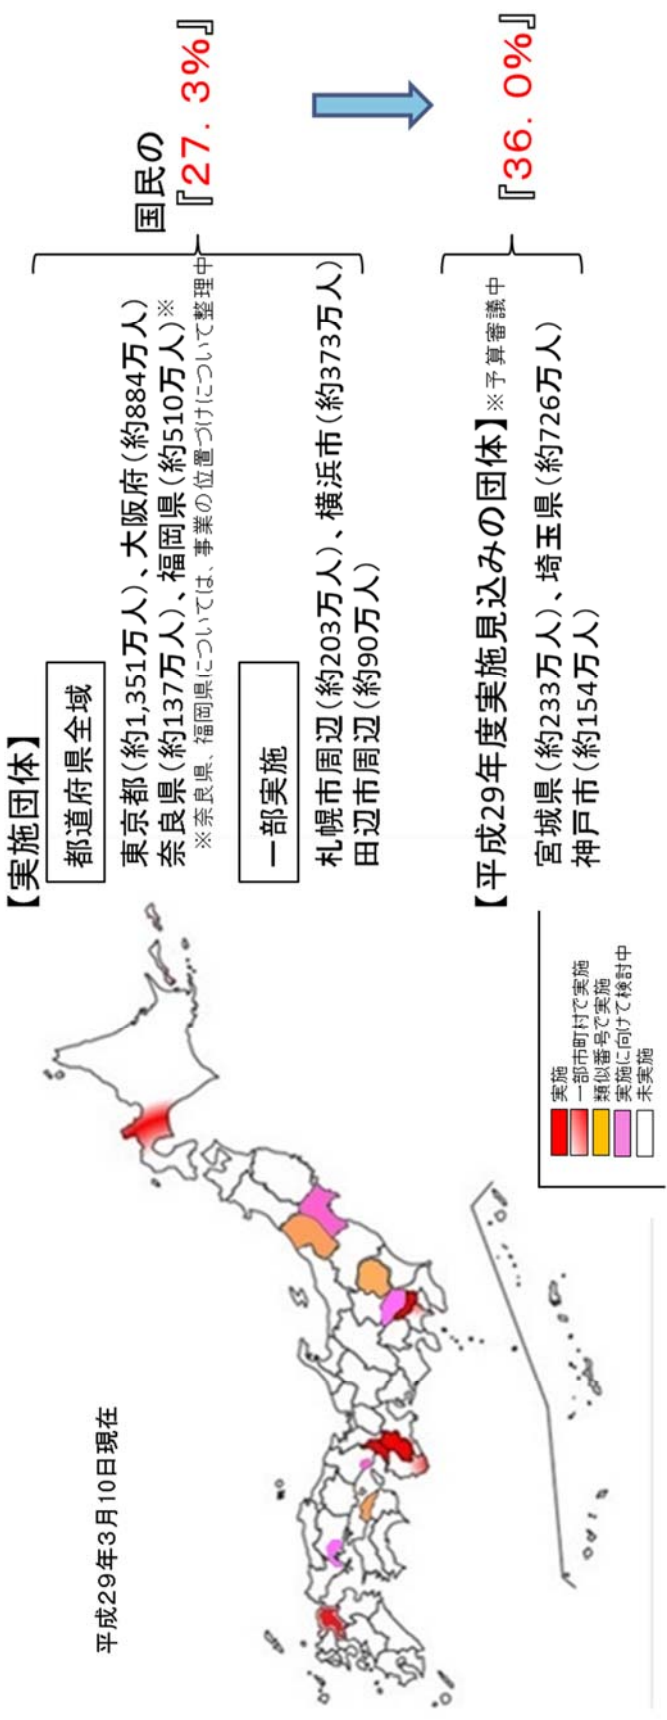 平成29年3月10日現在
【実施団体】
都道府県全域
東京都(約1,351万人)、大阪府(約884万人)
奈良県(約137万人)、福岡県(約510万人)※
※奈良県、福岡県については、事業の位置づけについて整理中
一部実施
札幌市周辺(約203万人)、横浜市(約373万人)
田辺市周辺(約90万人)
国民の
『27.3%』
【平成29年度実施見込みの団体】※予算審議中
宮城県(約233万人)、埼玉県(約726万人)
神戸市(約154万人)
『36.0%』
実施
一部市町村で実施
類似番号で実施
実施に向けて検討中
未実施